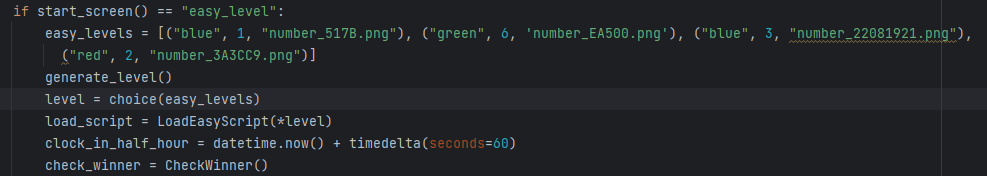 if start_screen() == "easy_level":
    easy_levels = [("blue", 1, "number_517B.png"), ("green", 6, 'number_EA500.png'), ("blue", 3, "number_22081921.png"),
      ("red", 2, "number_3A3CC9.png")]
    generate_level()
    level = choice(easy_levels)
    load_script = LoadEasyScript(*level)
    clock_in_half_hour = datetime.now() + timedelta(seconds=60)
    check_winner = CheckWinner()